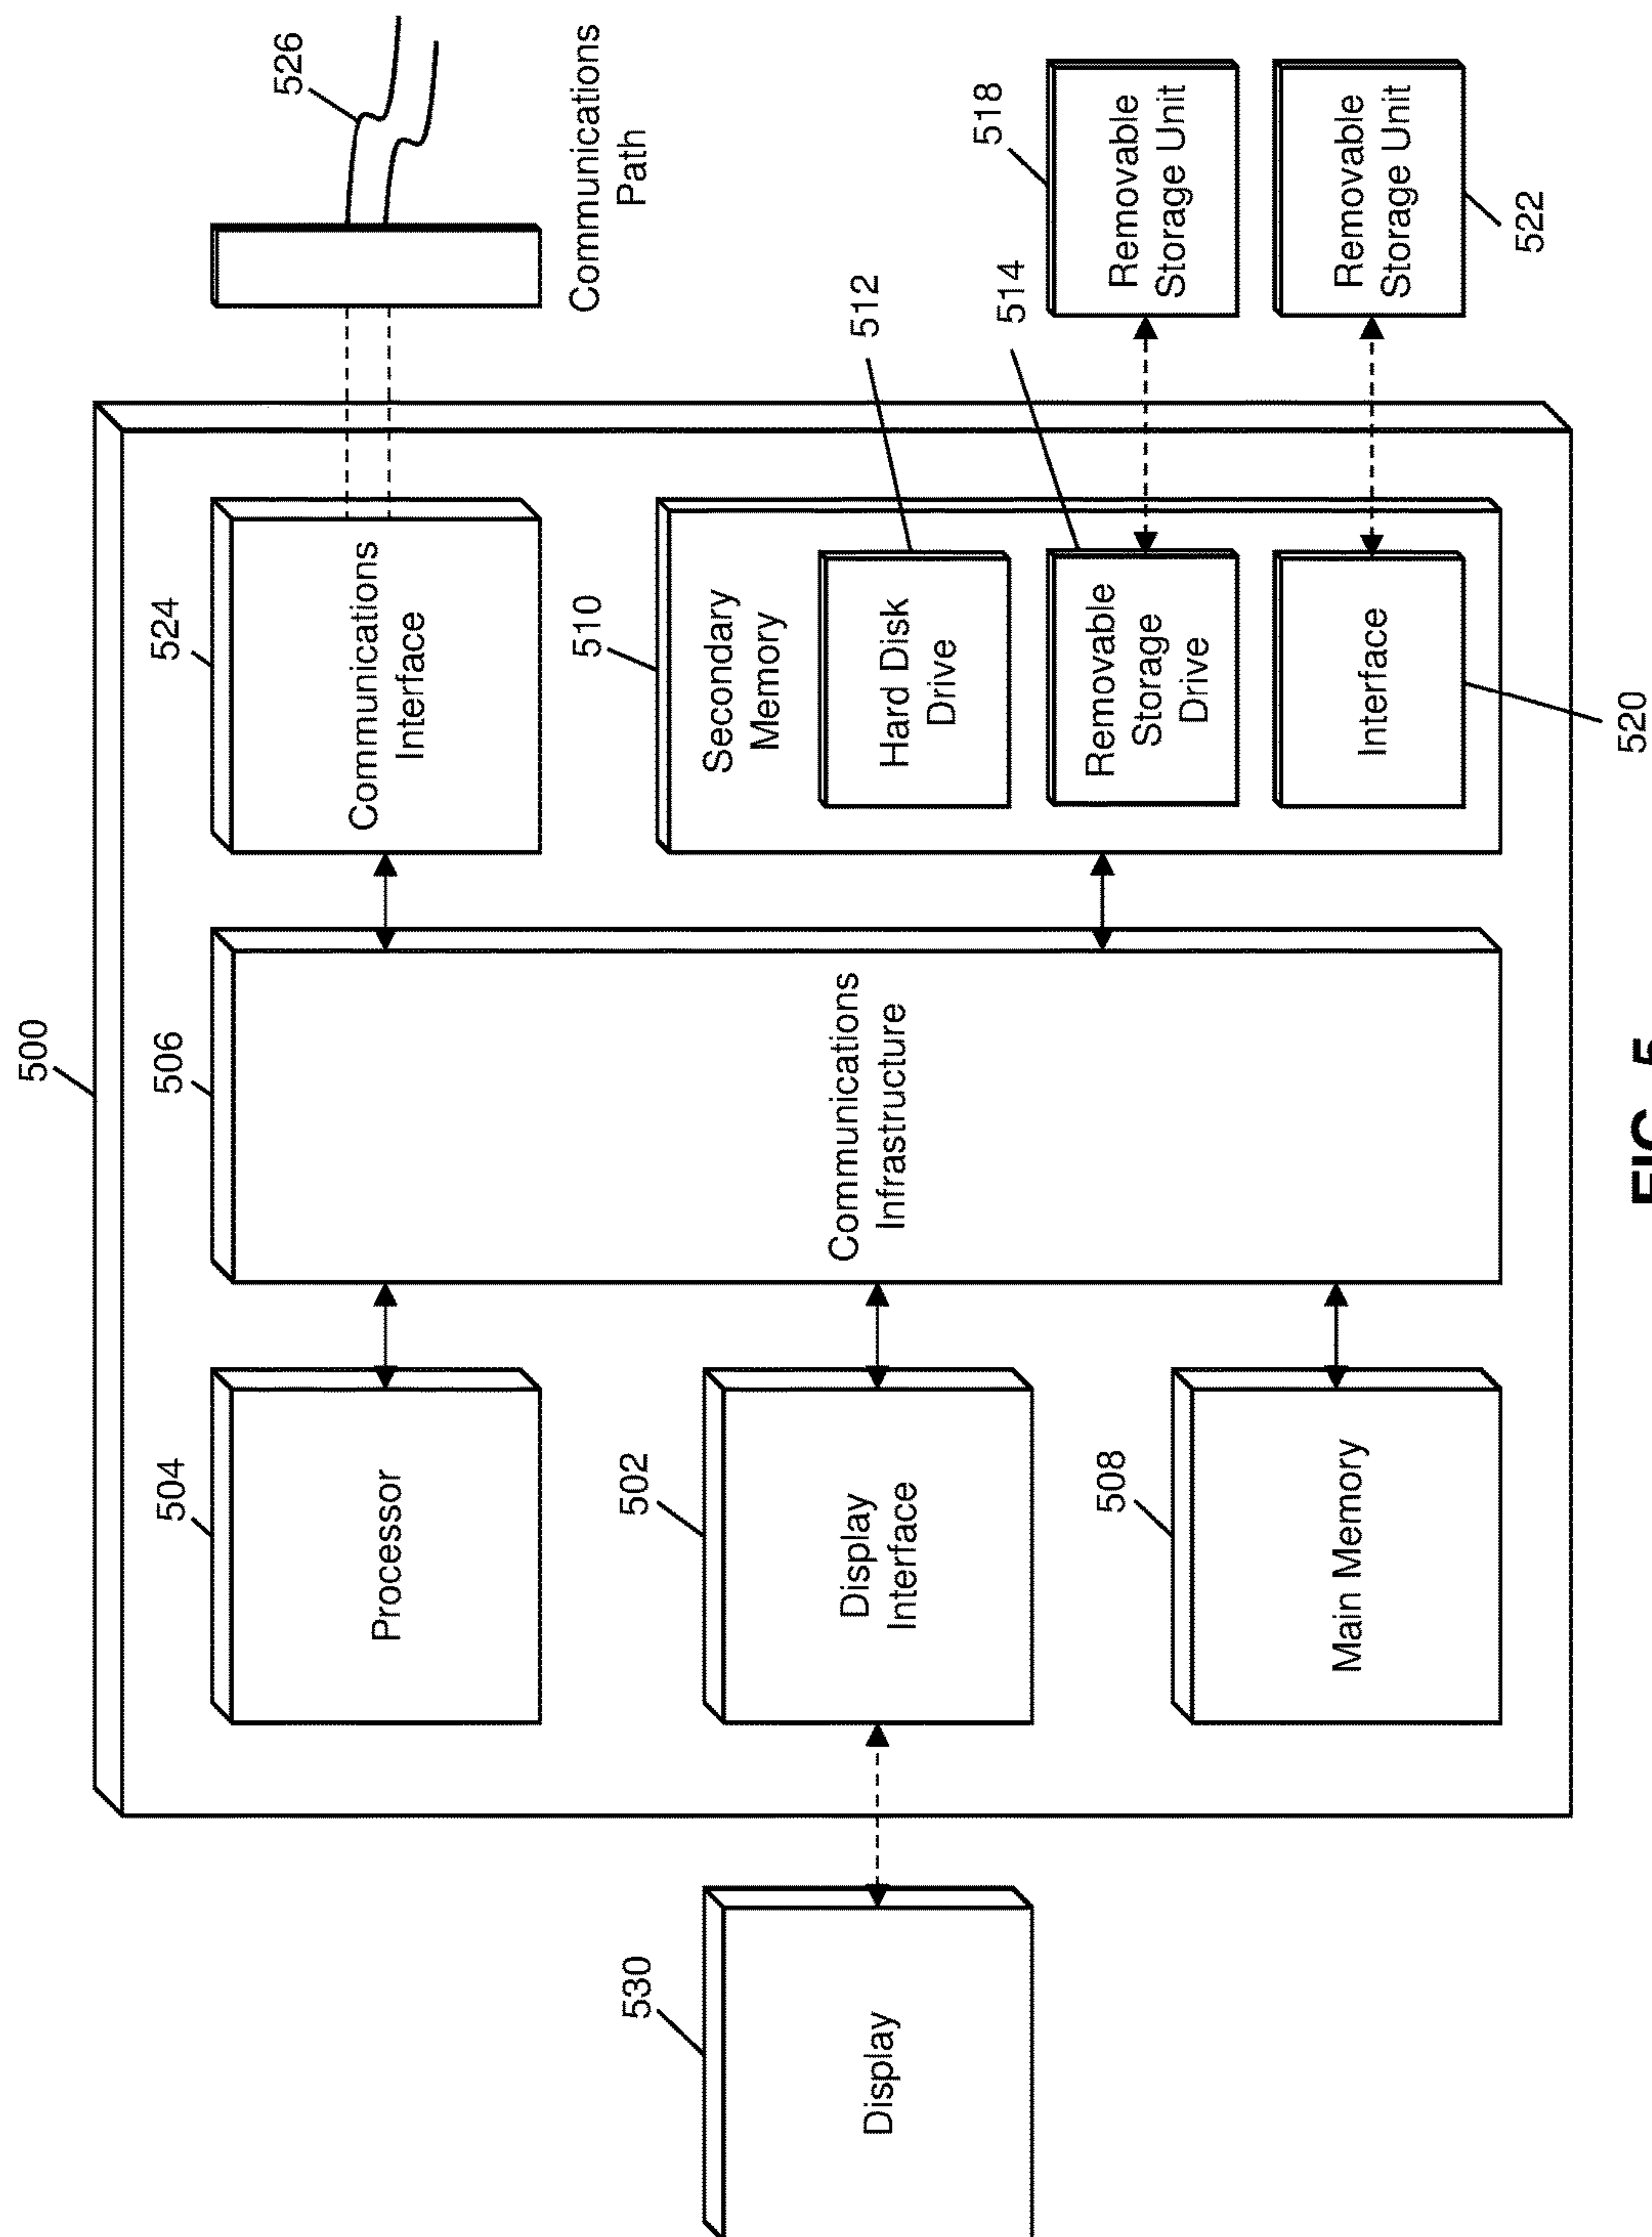 500
504
506
524
526
Processor
Communications
Interface
Communications
Path
530
502
510
Display
Display
Interface
Communications
Infrastructure
Secondary
Memory
512
Hard Disk
Drive
508
514
518
Main Memory
Removable
Storage
Drive
Removable
Storage Unit
Interface
Removable
Storage Unit
520
522
FIG. 5